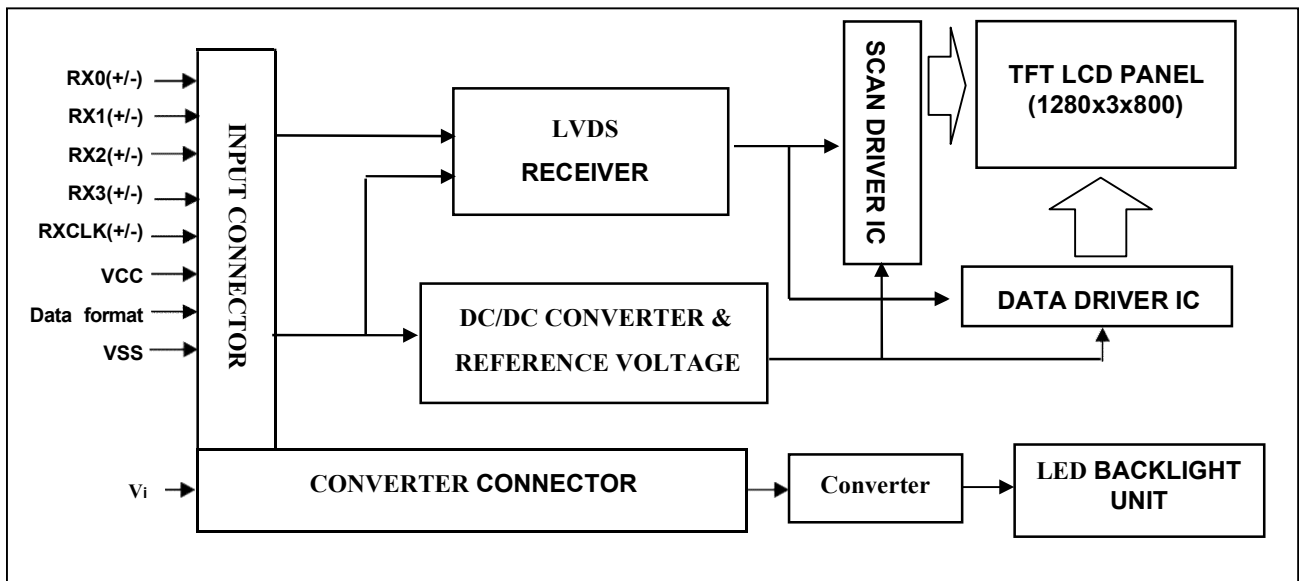 RX0(+/-)
RX1(+/-)
RX2(+/-)
RX3(+/-)
RXCLK(+/-)
VCC
Data format
VSS
Vi
INPUT CONNECTOR
LVDS
RECEIVER
DC/DC CONVERTER &
REFERENCE VOLTAGE
SCAN DRIVER IC
TFT LCD PANEL
(1280x3x800)
DATA DRIVER IC
CONVERTER CONNECTOR
Converter
LED BACKLIGHT
UNIT